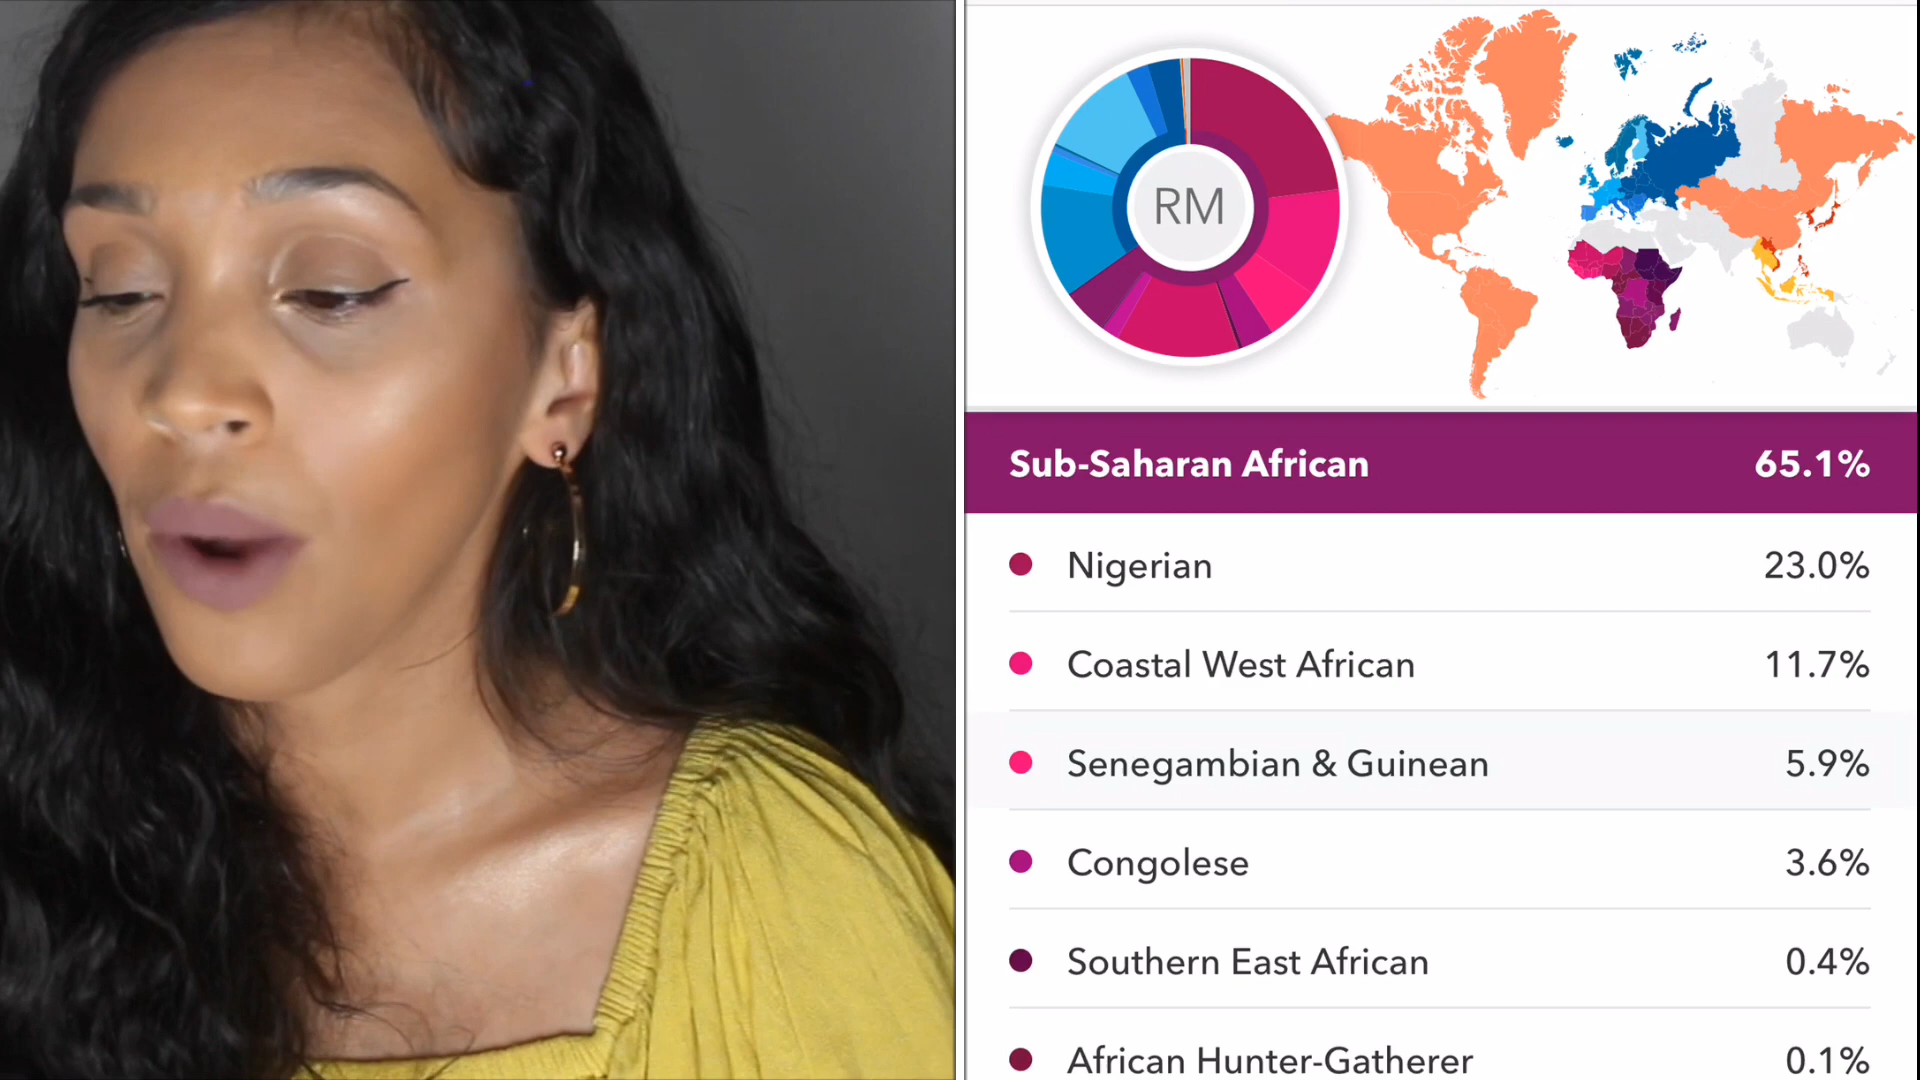 RM
Sub-Saharan African 65.1%
Nigerian 23.0%
Coastal West African 11.7%
Senegambian & Guinean 5.9%
Congolese 3.6%
Southern East African 0.4%
African Hunter-Gatherer 0.1%